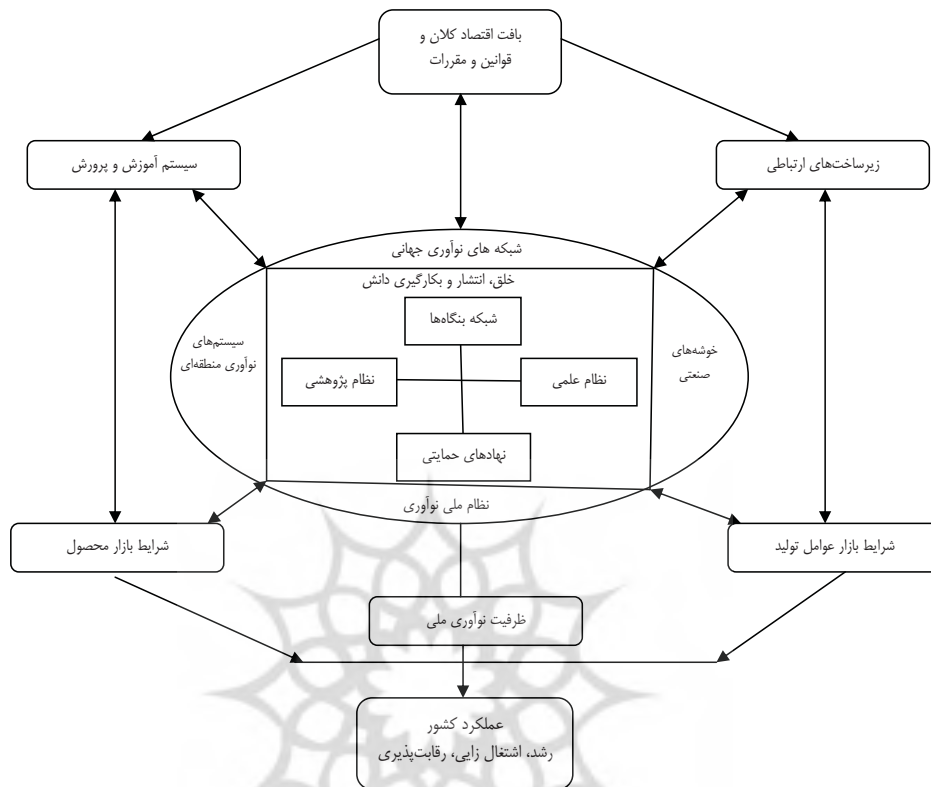 بافت اقتصاد کلان و
قوانین و مقررات
زیرساخت‌های ارتباطی
سیستم آموزش و پرورش
شبکه های نوآوری جهانی
خلق، انتشار و بکارگیری دانش
شبکه بنگاه‌ها
خوشه‌های
صنعتی
نظام علمی
نظام پژوهشی
سیستم‌های
نوآوری منطقه‌ای
نهادهای حمایتی
نظام ملی نوآوری
شرایط بازار عوامل تولید
شرایط بازار محصول
ظرفیت نوآوری ملی
عملکرد کشور
رشد، اشتغال زایی، رقابت‌پذیری